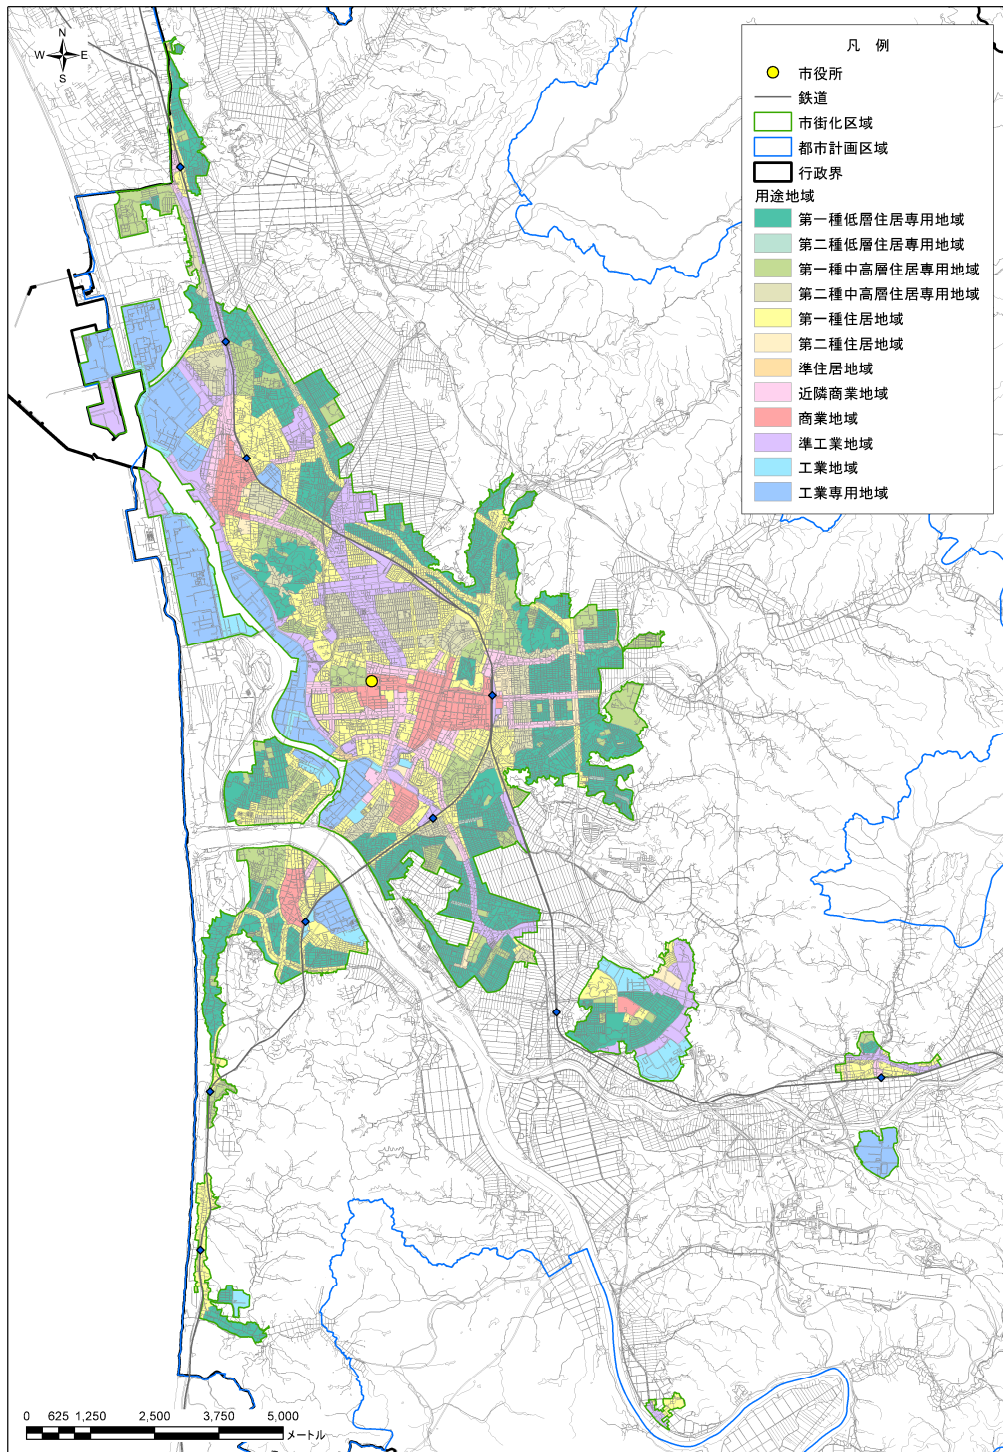 N
W E
S
凡 例
市役所
鉄道
市街化区域
都市計画区域
行政界
用途地域
第一種低層住居専用地域
第二種低層住居専用地域
第一種中高層住居専用地域
第二種中高層住居専用地域
第一種住居地域
第二種住居地域
準住居地域
近隣商業地域
商業地域
準工業地域
工業地域
工業専用地域
0 625 1,250 2,500 3,750 5,000
メートル